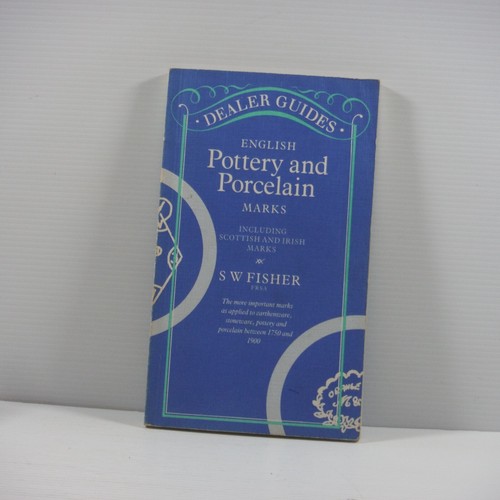 · DEALER GUIDES ·
ENGLISH
Pottery and
Porcelain
MARKS
INCLUDING
SCOTTISH AND IRISH
MARKS
S W FISHER
The more important marks
as applied to earthenware,
stoneware, pottery and
porcelain between 1750 and
1900